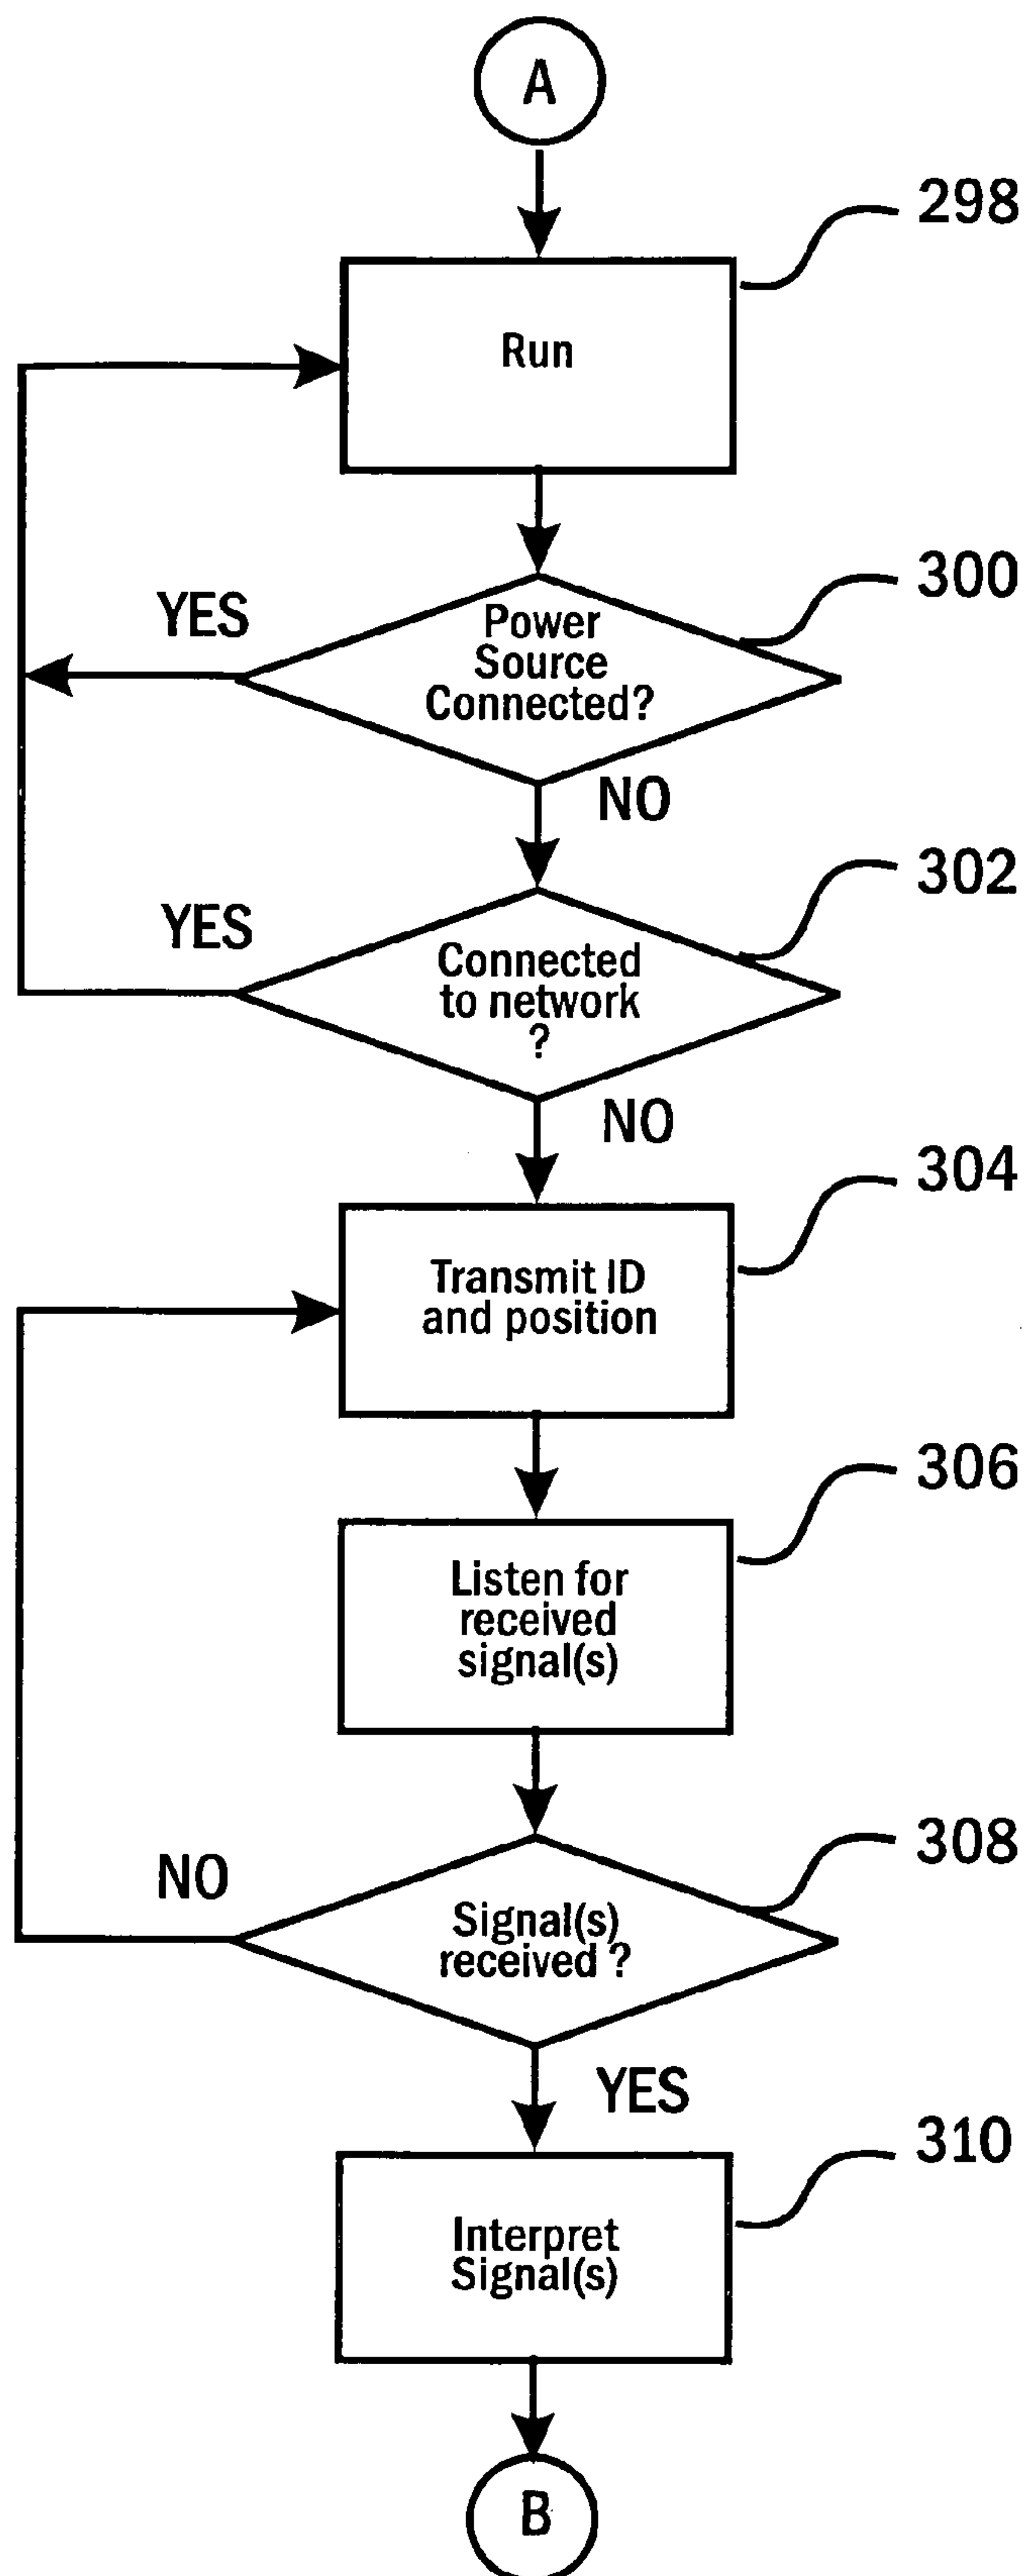 A
298
Run
300
YES
Power
Source
Connected?
NO
302
YES
Connected
to network
?
NO
304
Transmit ID
and position
306
Listen for
received
signal(s)
308
NO
Signal(s)
received ?
YES
310
Interpret
Signal(s)
B